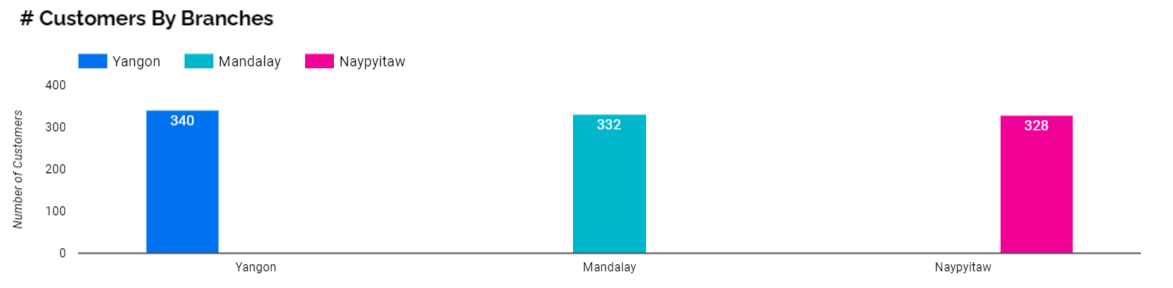 # Customers By Branches
Yangon Mandalay Naypyitaw
400
300
200
100
0
Number of Customers
340
332
328
Yangon Mandalay Naypyitaw